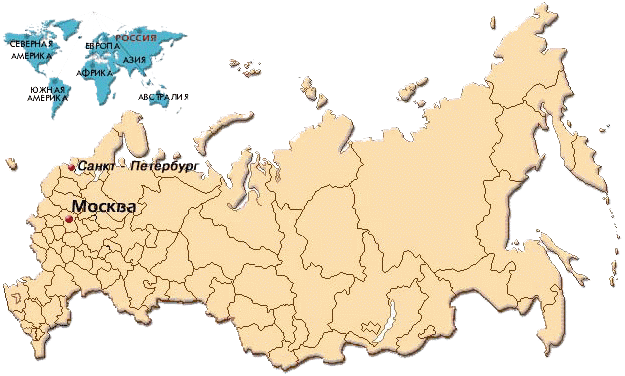 РОССИЯ
СЕВЕРНАЯ
АМЕРИКА
ЕВРОПА
АЗИЯ
АФРИКА
ЮЖНАЯ
АМЕРИКА
АВСТРАЛИЯ
Санкт - Петербург
Москва